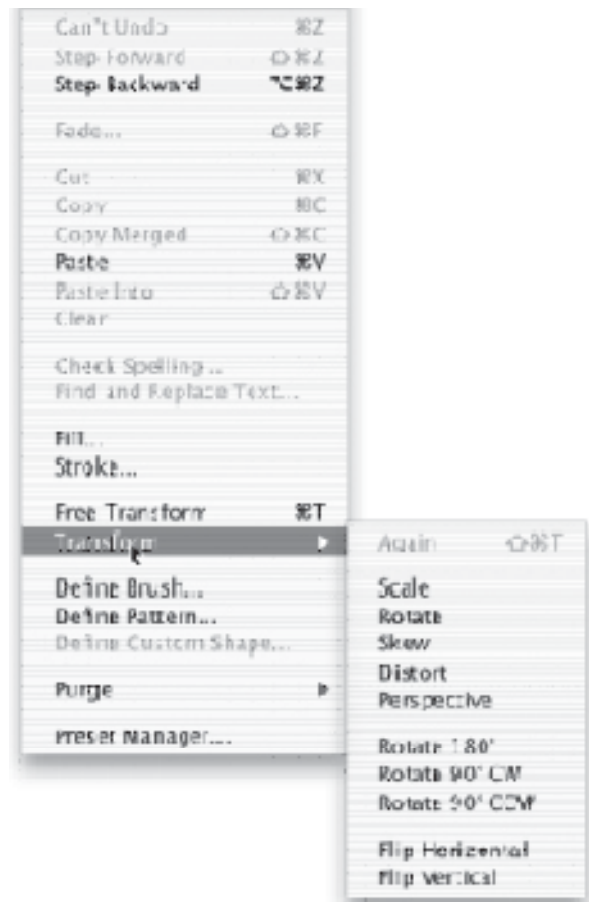 Can't Undo ⌘Z
Step Forward ⇧⌘Z
Step Backward ⌥⌘Z
Fade... ⇧⌘F
Cut ⌘X
Copy ⌘C
Copy Merged ⇧⌘C
Paste ⌘V
Paste Into ⇧⌘V
Clear
Check Spelling...
Find and Replace Text...
Fill...
Stroke...
Free Transform ⌘T
Transform
Define Brush...
Define Pattern...
Define Custom Shape...
Purge
Preset Manager...
Again ⇧⌘T
Scale
Rotate
Skew
Distort
Perspective
Rotate 180°
Rotate 90° CW
Rotate 90° CCW
Flip Horizontal
Flip Vertical